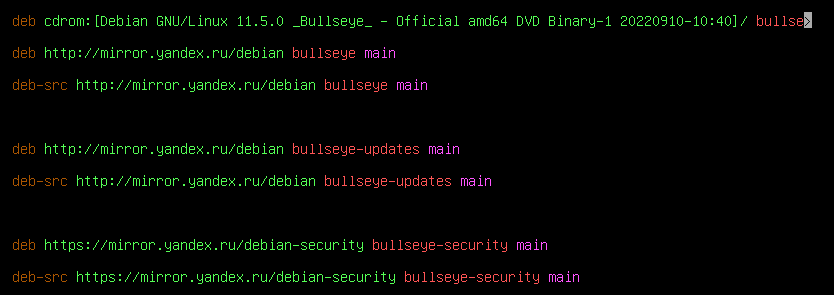 deb cdrom:[Debian GNU/Linux 11.5.0 _Bullseye_ - Official amd64 DVD Binary-1 20220910-10:40]/ bullse>
deb http://mirror.yandex.ru/debian bullseye main
deb-src http://mirror.yandex.ru/debian bullseye main
deb http://mirror.yandex.ru/debian bullseye-updates main
deb-src http://mirror.yandex.ru/debian bullseye-updates main
deb https://mirror.yandex.ru/debian-security bullseye-security main
deb-src https://mirror.yandex.ru/debian-security bullseye-security main